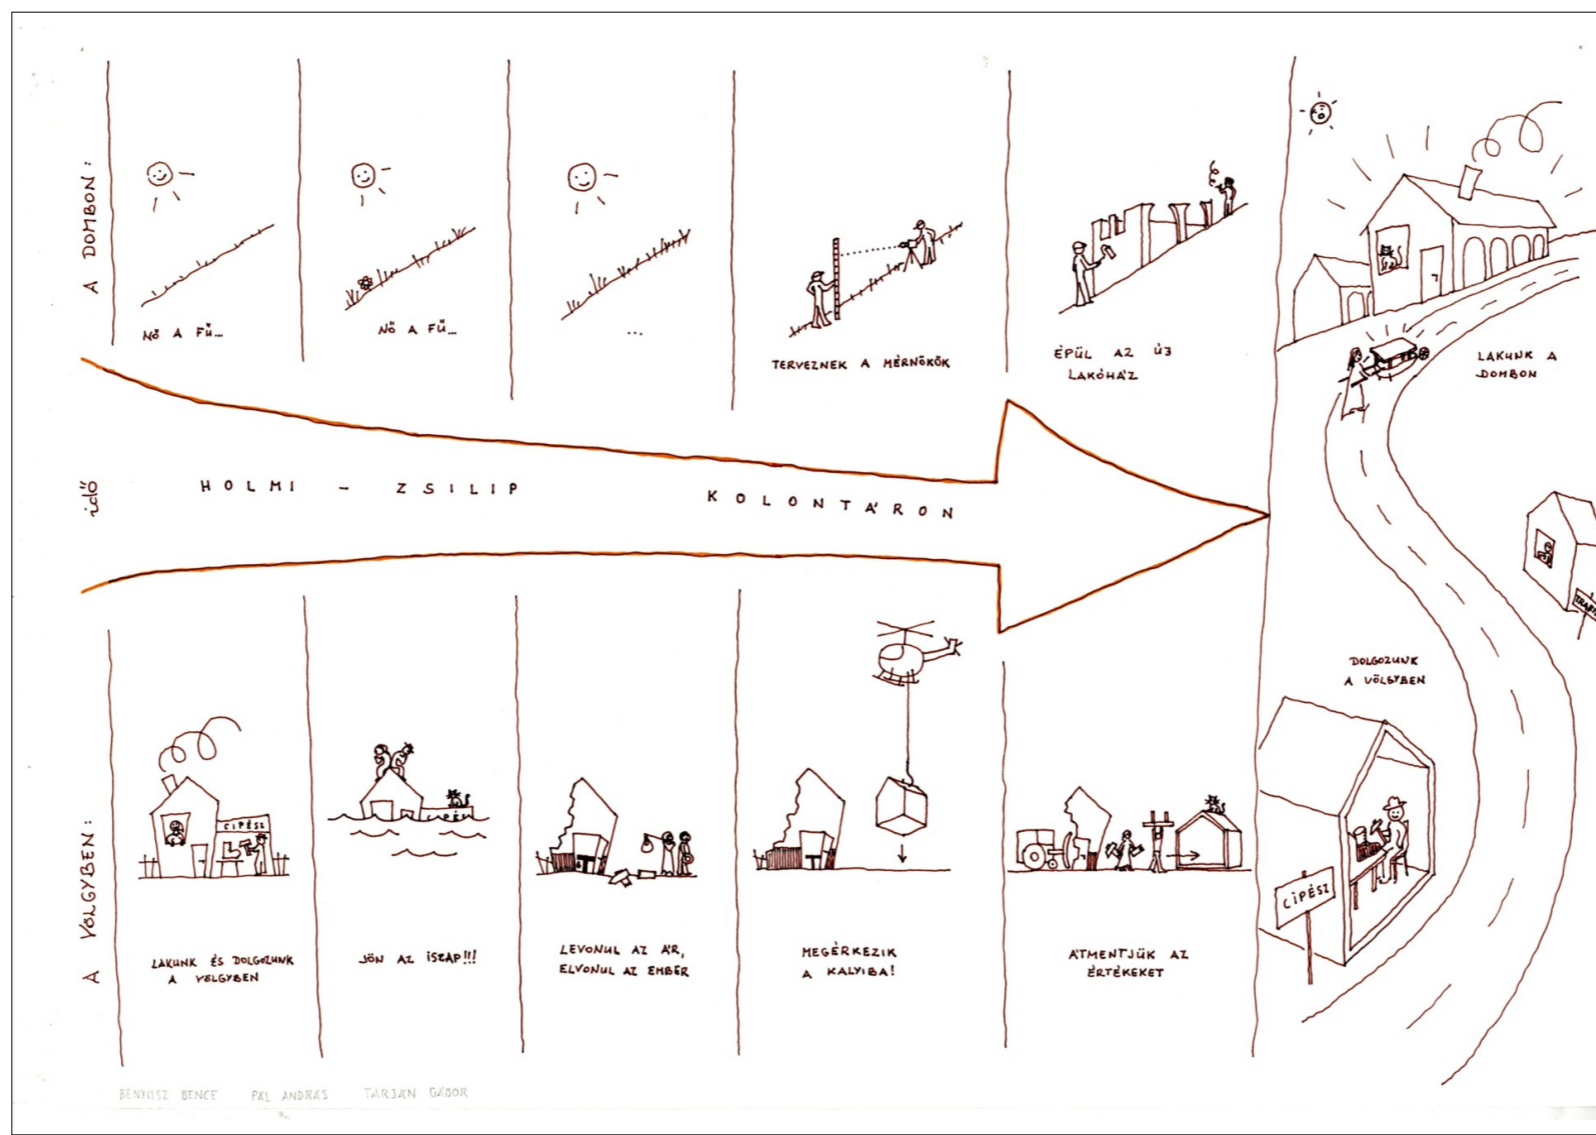 A DOMBON:
NŐ A FŰ...
NŐ A FŰ...
...
TERVEZNEK A MÉRNÖKÖK
ÉPÜL AZ ÚJ
LAKÓHÁZ
LAKUNK A
DOMBON
idő
HOLMI - ZSILIP KOLONTÁRON
DOLGOZUNK
A VÖLGYBEN
CIPÉSZ
A VÖLGYBEN:
CIPÉSZ
LAKUNK ÉS DOLGOZUNK
A VÖLGYBEN
JÖN AZ ISZAP!!!
LEVONUL AZ ÁR,
ELVONUL AZ EMBER
MEGÉRKEZIK
A KALYIBA!
ÁTMENTJÜK AZ
ÉRTÉKEKET
BENCE PÁL ANDRÁS TARJÁN GÁBOR